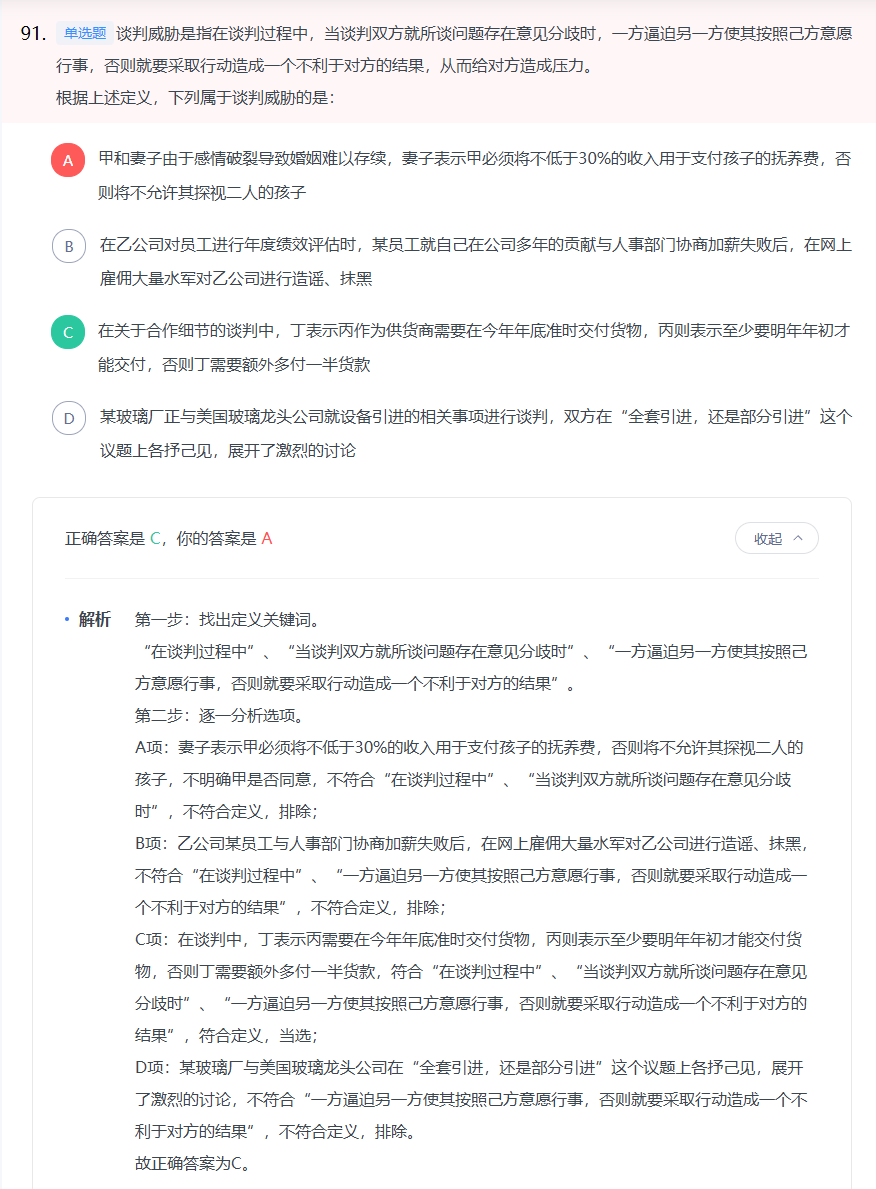 91. 单选题 谈判威胁是指在谈判过程中，当谈判双方就所谈问题存在意见分歧时，一方逼迫另一方使其按照己方意愿
行事，否则就要采取行动造成一个不利于对方的结果，从而给对方造成压力。
根据上述定义，下列属于谈判威胁的是：
A 甲和妻子由于感情破裂导致婚姻难以存续，妻子表示甲必须将不低于30%的收入用于支付孩子的抚养费，否
则将不允许其探视二人的孩子
B 在乙公司对员工进行年度绩效评估时，某员工就自己在公司多年的贡献与人事部门协商加薪失败后，在网上
雇佣大量水军对乙公司进行造谣、抹黑
C 在关于合作细节的谈判中，丁表示丙作为供货商需要在今年年底准时交付货物，丙则表示至少要明年年初才
能交付，否则丁需要额外多付一半货款
D 某玻璃厂正与美国玻璃龙头公司就设备引进的相关事项进行谈判，双方在“全套引进，还是部分引进”这个
议题上各抒己见，展开了激烈的讨论
正确答案是 C，你的答案是 A
收起
解析 第一步：找出定义关键词。
“在谈判过程中”、“当谈判双方就所谈问题存在意见分歧时”、“一方逼迫另一方使其按照己
方意愿行事，否则就要采取行动造成一个不利于对方的结果”。
第二步：逐一分析选项。
A项：妻子表示甲必须将不低于30%的收入用于支付孩子的抚养费，否则将不允许其探视二人的
孩子，不明确甲是否同意，不符合“在谈判过程中”、“当谈判双方就所谈问题存在意见分歧
时”，不符合定义，排除；
B项：乙公司某员工与人事部门协商加薪失败后，在网上雇佣大量水军对乙公司进行造谣、抹黑，
不符合“在谈判过程中”、“一方逼迫另一方使其按照己方意愿行事，否则就要采取行动造成一
个不利于对方的结果”，不符合定义，排除；
C项：在谈判中，丁表示丙需要在今年年底准时交付货物，丙则表示至少要明年年初才能交付货
物，否则丁需要额外多付一半货款，符合“在谈判过程中”、“当谈判双方就所谈问题存在意见
分歧时”、“一方逼迫另一方使其按照己方意愿行事，否则就要采取行动造成一个不利于对方的
结果”，符合定义，当选；
D项：某玻璃厂与美国玻璃龙头公司在“全套引进，还是部分引进”这个议题上各抒己见，展开
了激烈的讨论，不符合“一方逼迫另一方使其按照己方意愿行事，否则就要采取行动造成一个不
利于对方的结果”，不符合定义，排除。
故正确答案为C。